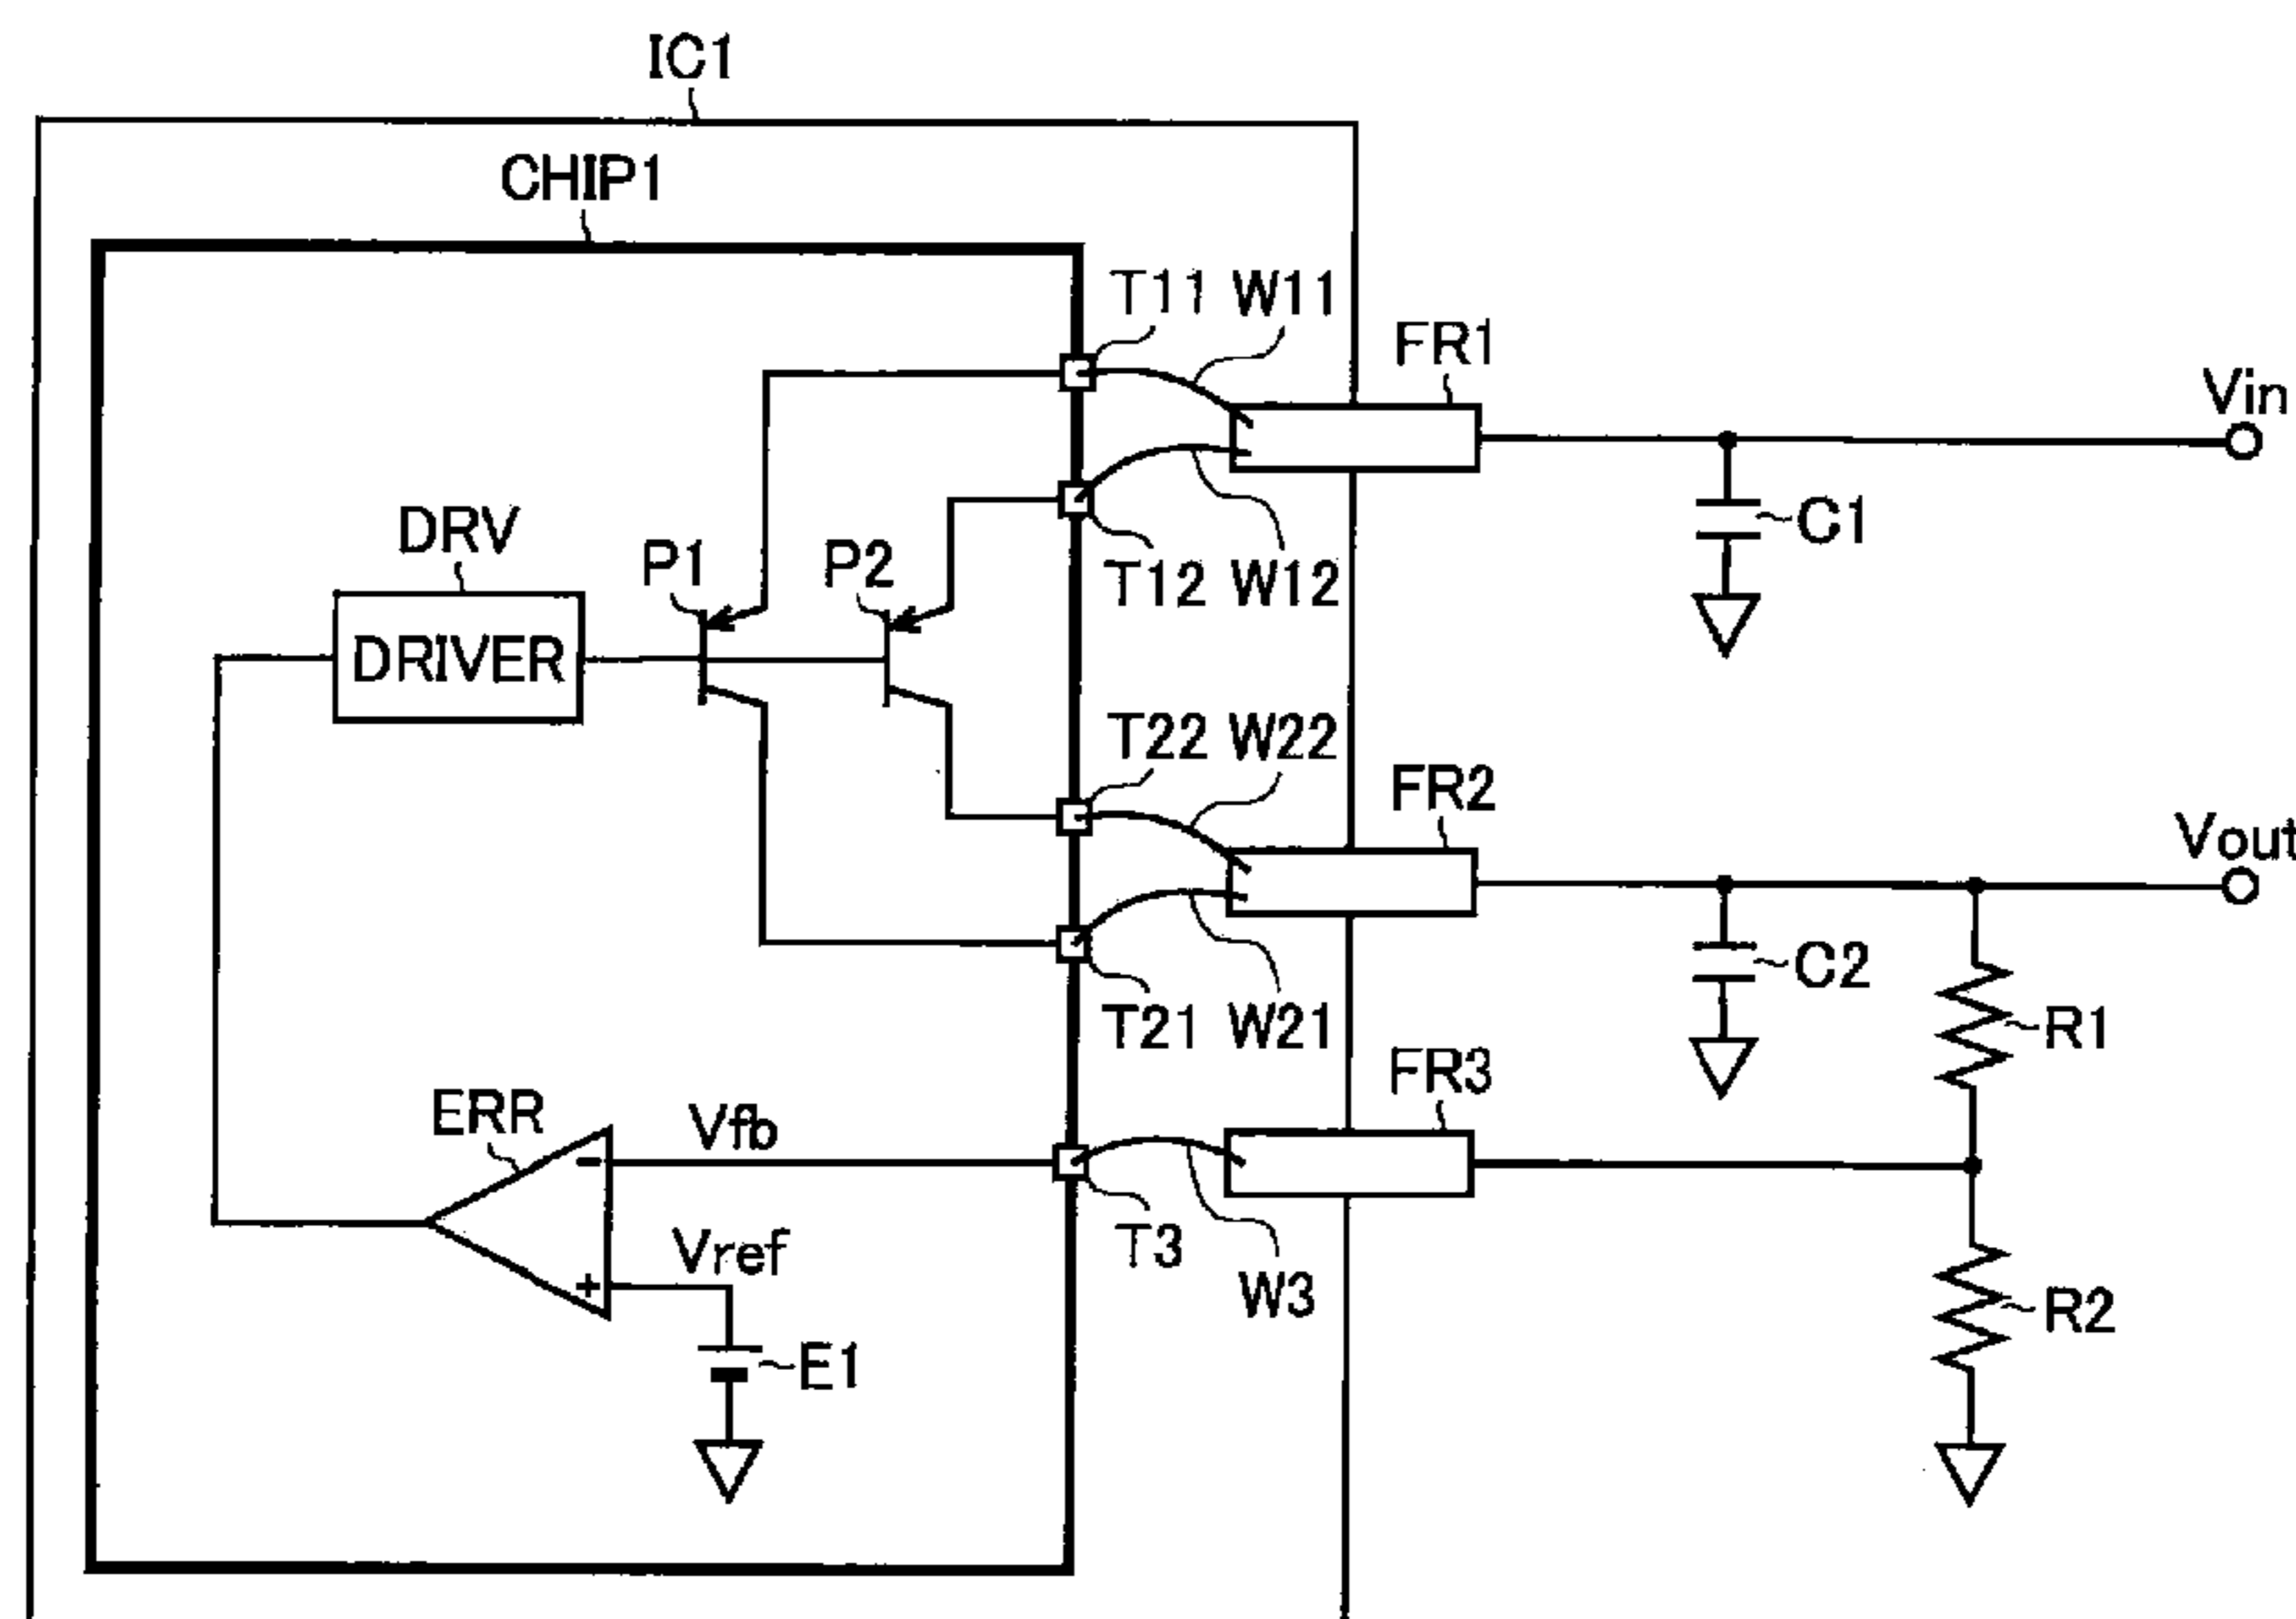 IC1
CHIP1
T11 W11
FR1
Vin
DRV
P1
P2
C1
T12 W12
DRIVER
T22 W22
FR2
Vout
C2
T21 W21
R1
FR3
ERR
Vfb
-
Vref
T3
+
W3
R2
E1